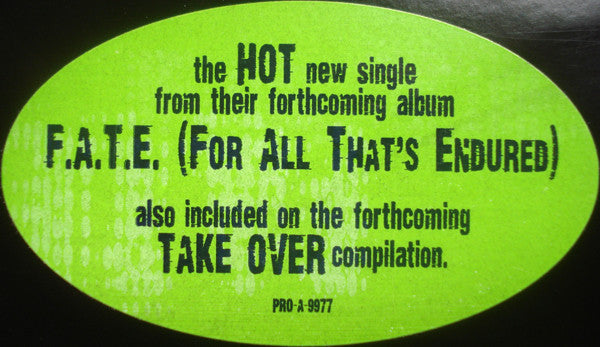 the HOT new single
from their forthcoming album
F.A.T.E. (FOR ALL THAT'S ENDURED)
also included on the forthcoming
TAKE OVER compilation.
PRO-A-9977